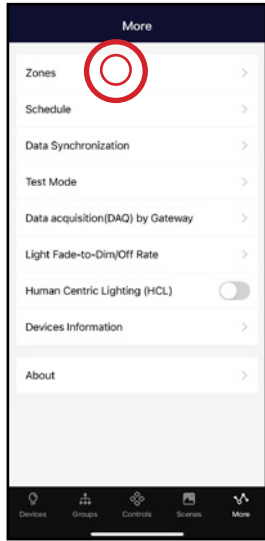 More
Zones
Schedule
Data Synchronization
Test Mode
Data acquisition(DAQ) by Gateway
Light Fade-to-Dim/Off Rate
Human Centric Lighting (HCL)
Devices Information
About
Devices Groups Controls Scenes More